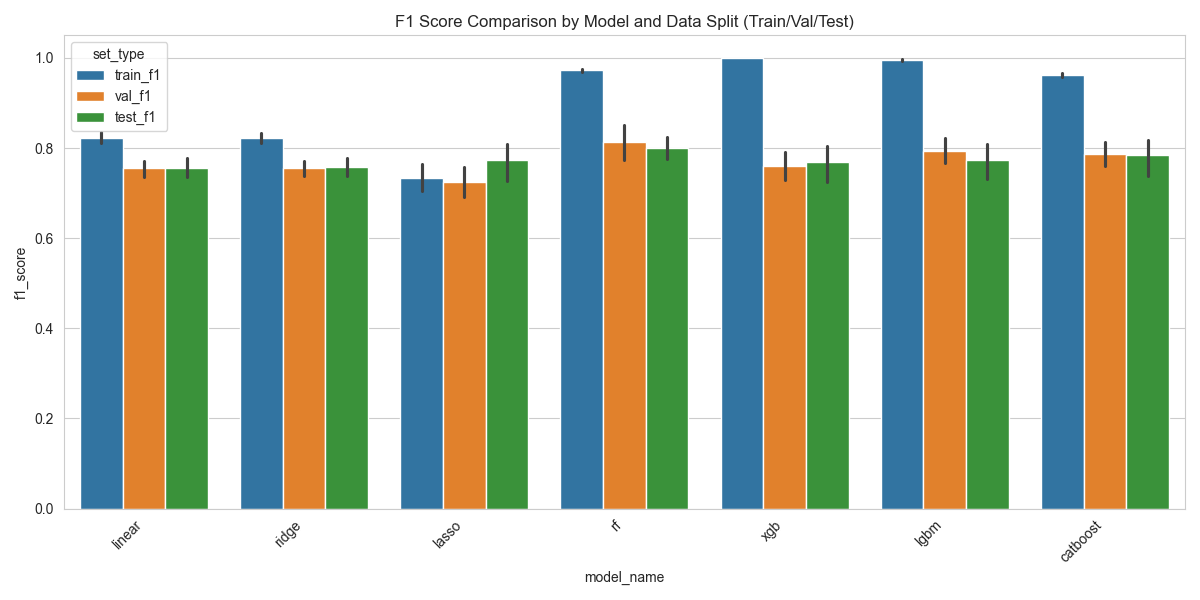 F1 Score Comparison by Model and Data Split (Train/Val/Test)
set_type
train_f1
val_f1
test_f1
f1_score
1.0
0.8
0.6
0.4
0.2
0.0
linear
ridge
lasso
rf
xgb
lgbm
catboost
model_name